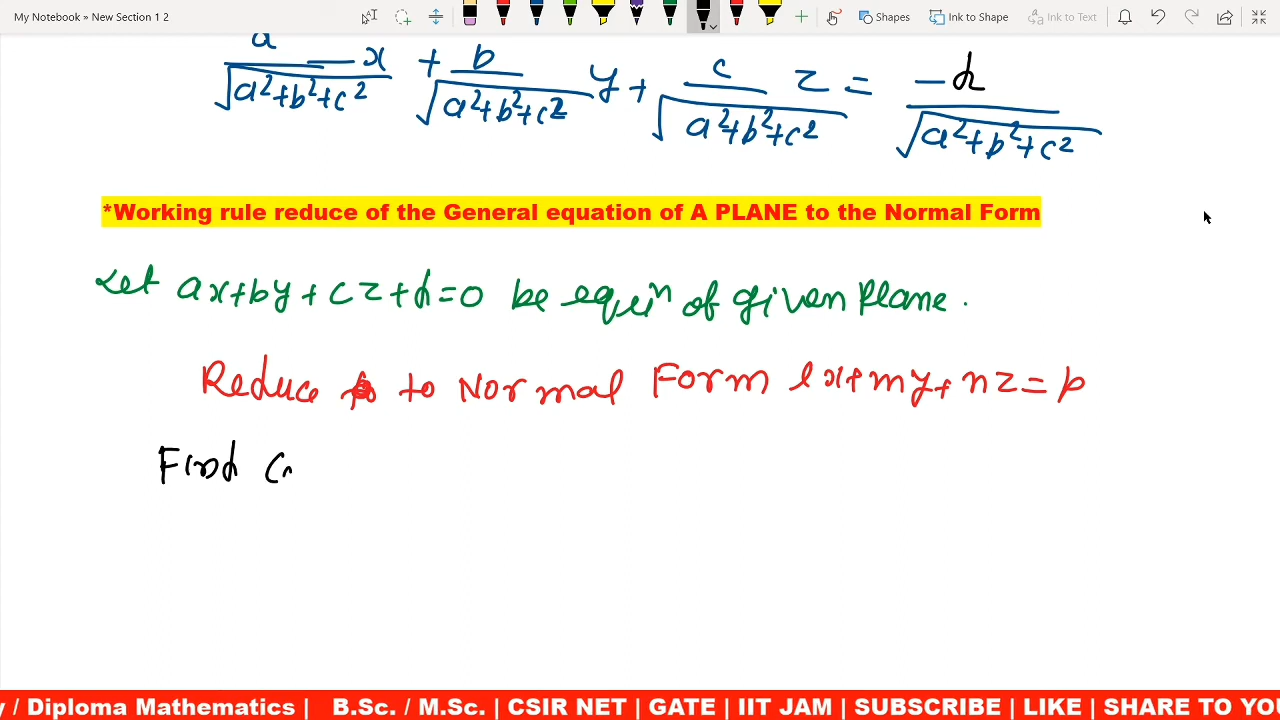 My Notebook » New Section 1 2
Shapes Ink to Shape Ink to Text
a/√a²+b²+c² x + b/√a²+b²+c² y + c/√a²+b²+c² z = -d/√a²+b²+c²
*Working rule reduce of the General equation of A PLANE to the Normal Form
Let ax+by+cz+d=0 be equⁿ of given Plane.
Reduce to Normal Form lx+my+nz=p
Find
y / Diploma Mathematics | B.Sc. / M.Sc. | CSIR NET | GATE | IIT JAM | SUBSCRIBE | LIKE | SHARE TO YOU